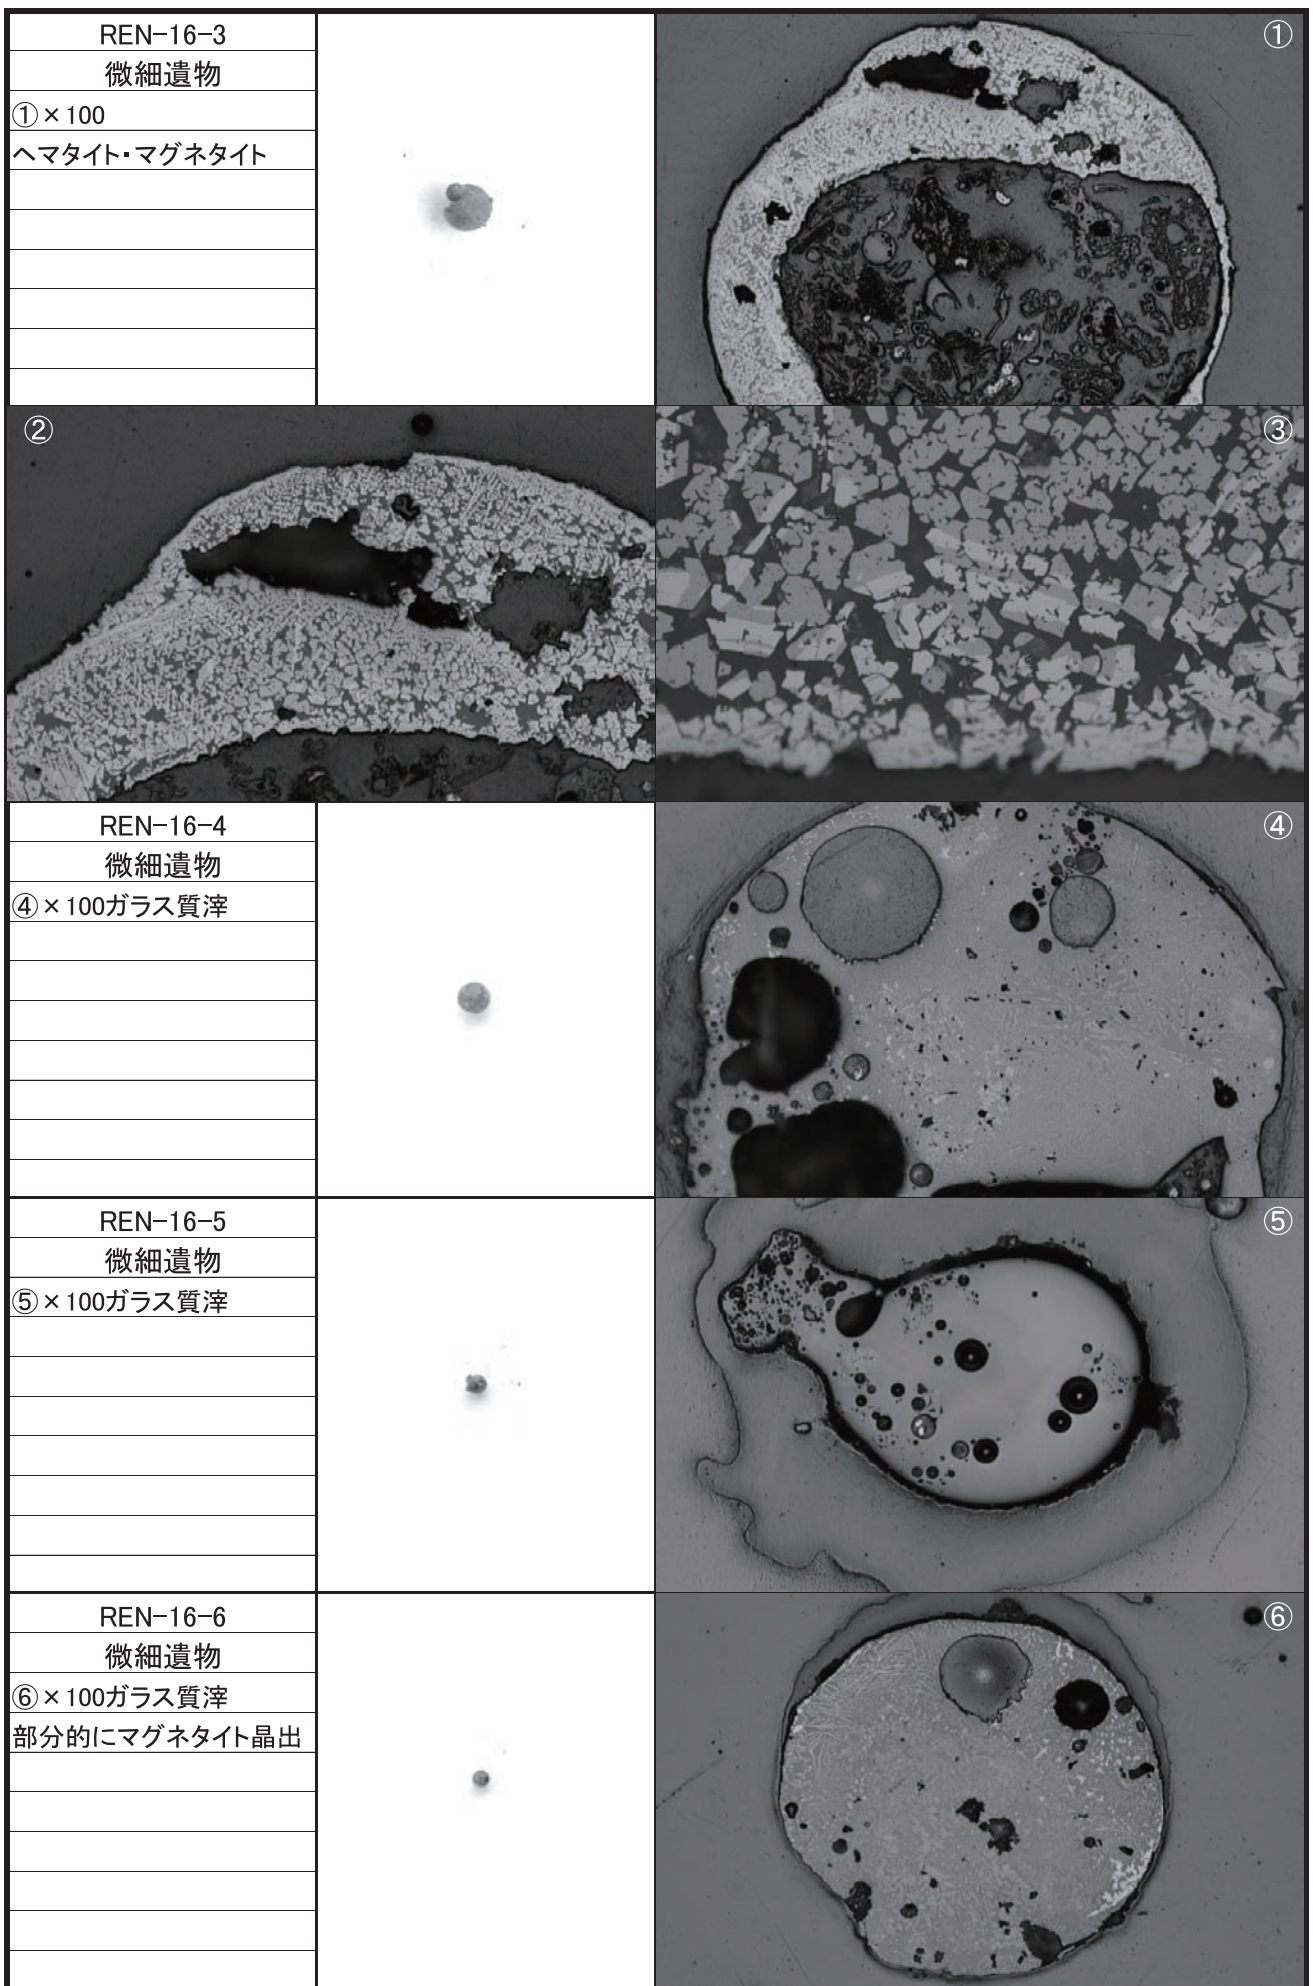 REN-16-3
微細遺物
①×100
ヘマタイト・マグネタイト
①
②
③
REN-16-4
微細遺物
④×100ガラス質滓
④
REN-16-5
微細遺物
⑤×100ガラス質滓
⑤
REN-16-6
微細遺物
⑥×100ガラス質滓
部分的にマグネタイト晶出
⑥